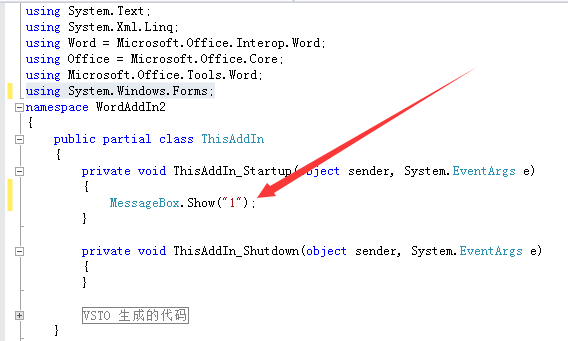 using System.Text;
using System.Xml.Linq;
using Word = Microsoft.Office.Interop.Word;
using Office = Microsoft.Office.Core;
using Microsoft.Office.Tools.Word;
using System.Windows.Forms;
namespace WordAddIn2
{
    public partial class ThisAddIn
    {
        private void ThisAddIn_Startup(object sender, System.EventArgs e)
        {
            MessageBox.Show("1");
        }

        private void ThisAddIn_Shutdown(object sender, System.EventArgs e)
        {
        }

        VSTO 生成的代码
    }